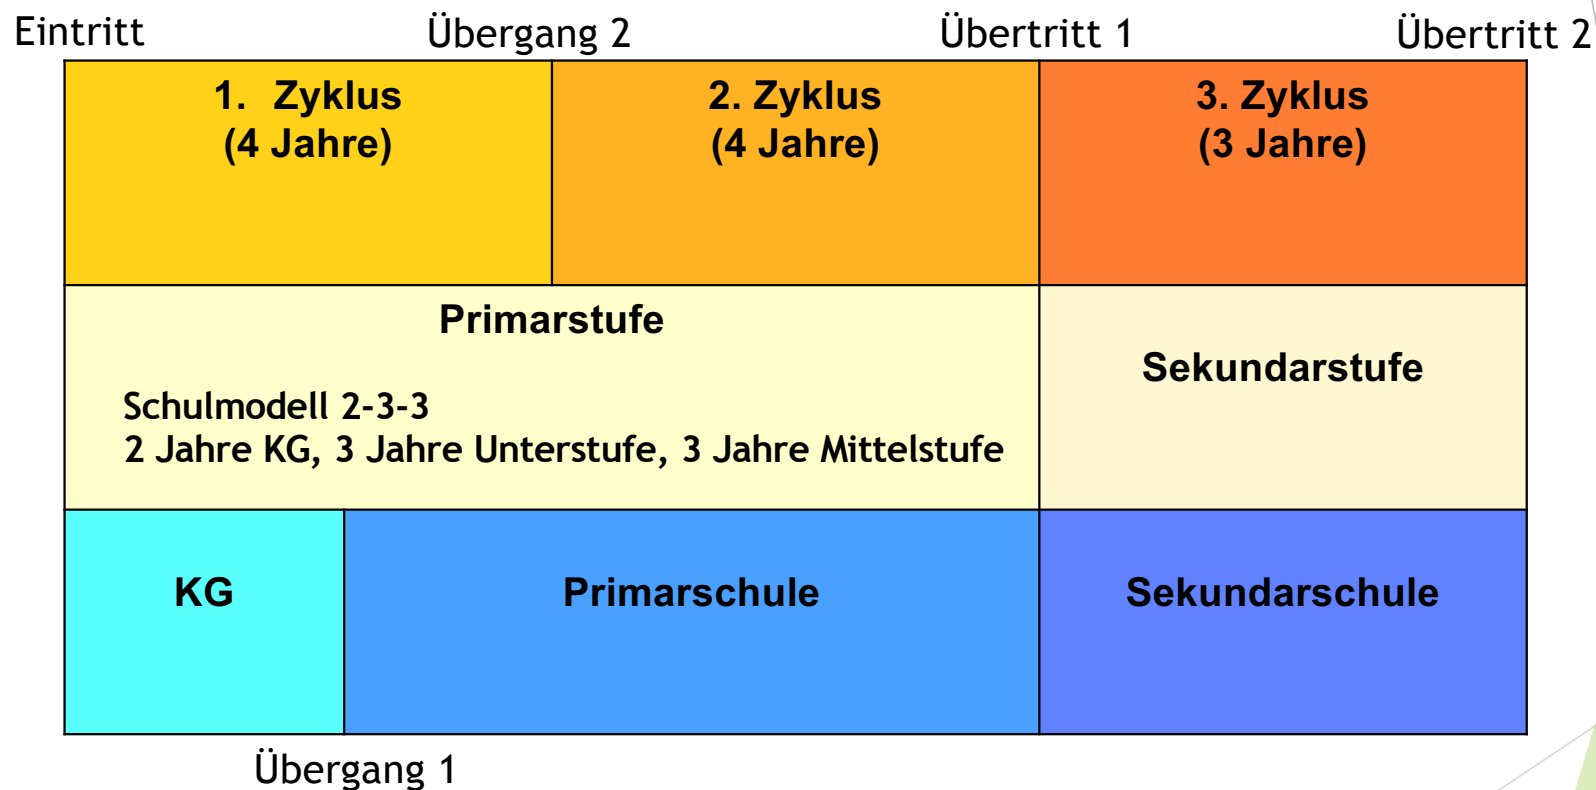 Eintritt Übergang 2 Übertritt 1 Übertritt 2
1. Zyklus 2. Zyklus 3. Zyklus
(4 Jahre) (4 Jahre) (3 Jahre)
Primarstufe
Sekundarstufe
Schulmodell 2-3-3
2 Jahre KG, 3 Jahre Unterstufe, 3 Jahre Mittelstufe
KG Primarschule Sekundarschule
Übergang 1